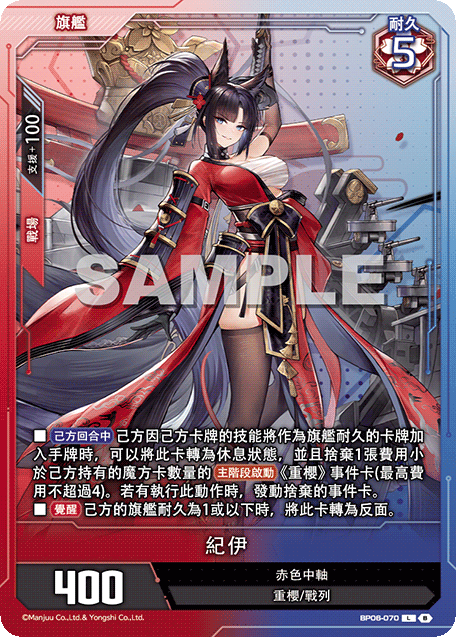 旗艦
耐久
5
支援+100
戰場
SAMPLE
■ 己方回合中 己方因己方卡牌的技能將作為旗艦耐久的卡牌加
入手牌時，可以將此卡轉為休息狀態，並且捨棄1張費用小
於己方持有的魔方卡數量的 主階段啟動《重櫻》事件卡(最高費
用不超過4)。若有執行此動作時，發動捨棄的事件卡。
■ 覺醒 己方的旗艦耐久為1或以下時，將此卡轉為反面。
紀伊
400
赤色中軸
重櫻/戰列
©Manjuu Co.,Ltd.& Yongshi Co.,Ltd.
BP06-070 L B